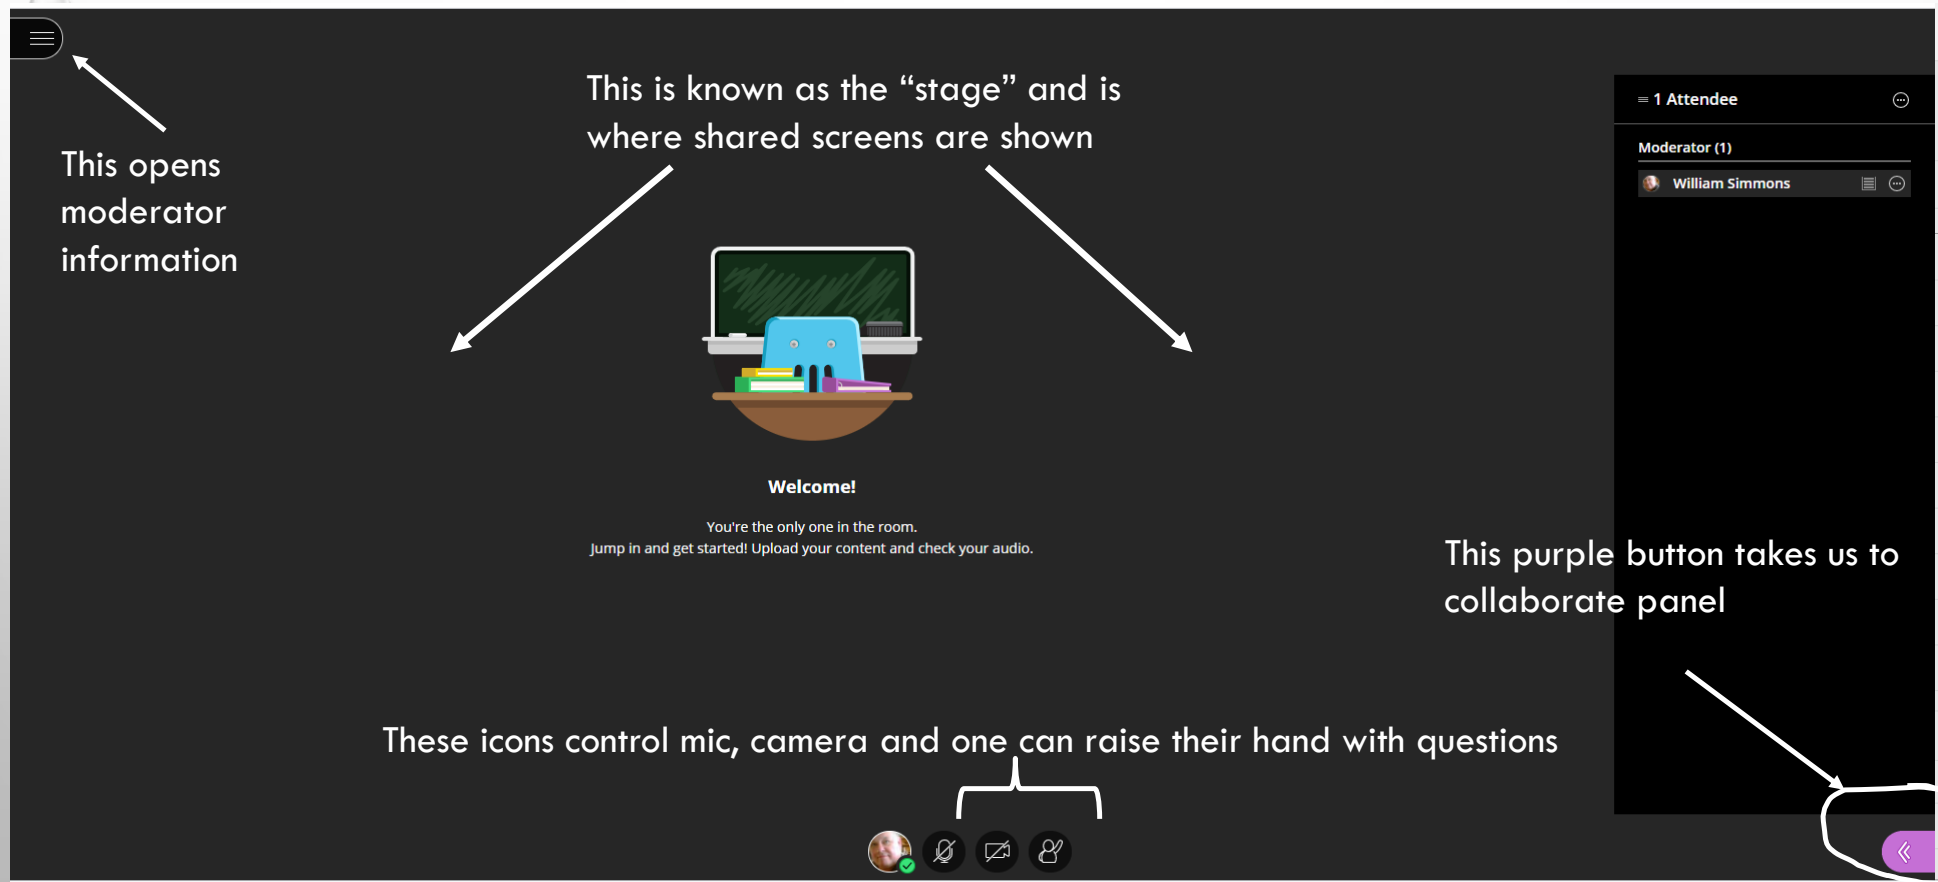 This is known as the “stage” and is
where shared screens are shown
This opens
moderator
information
1 Attendee
Moderator (1)
William Simmons
Welcome!
You're the only one in the room.
Jump in and get started! Upload your content and check your audio.
This purple button takes us to
collaborate panel
These icons control mic, camera and one can raise their hand with questions